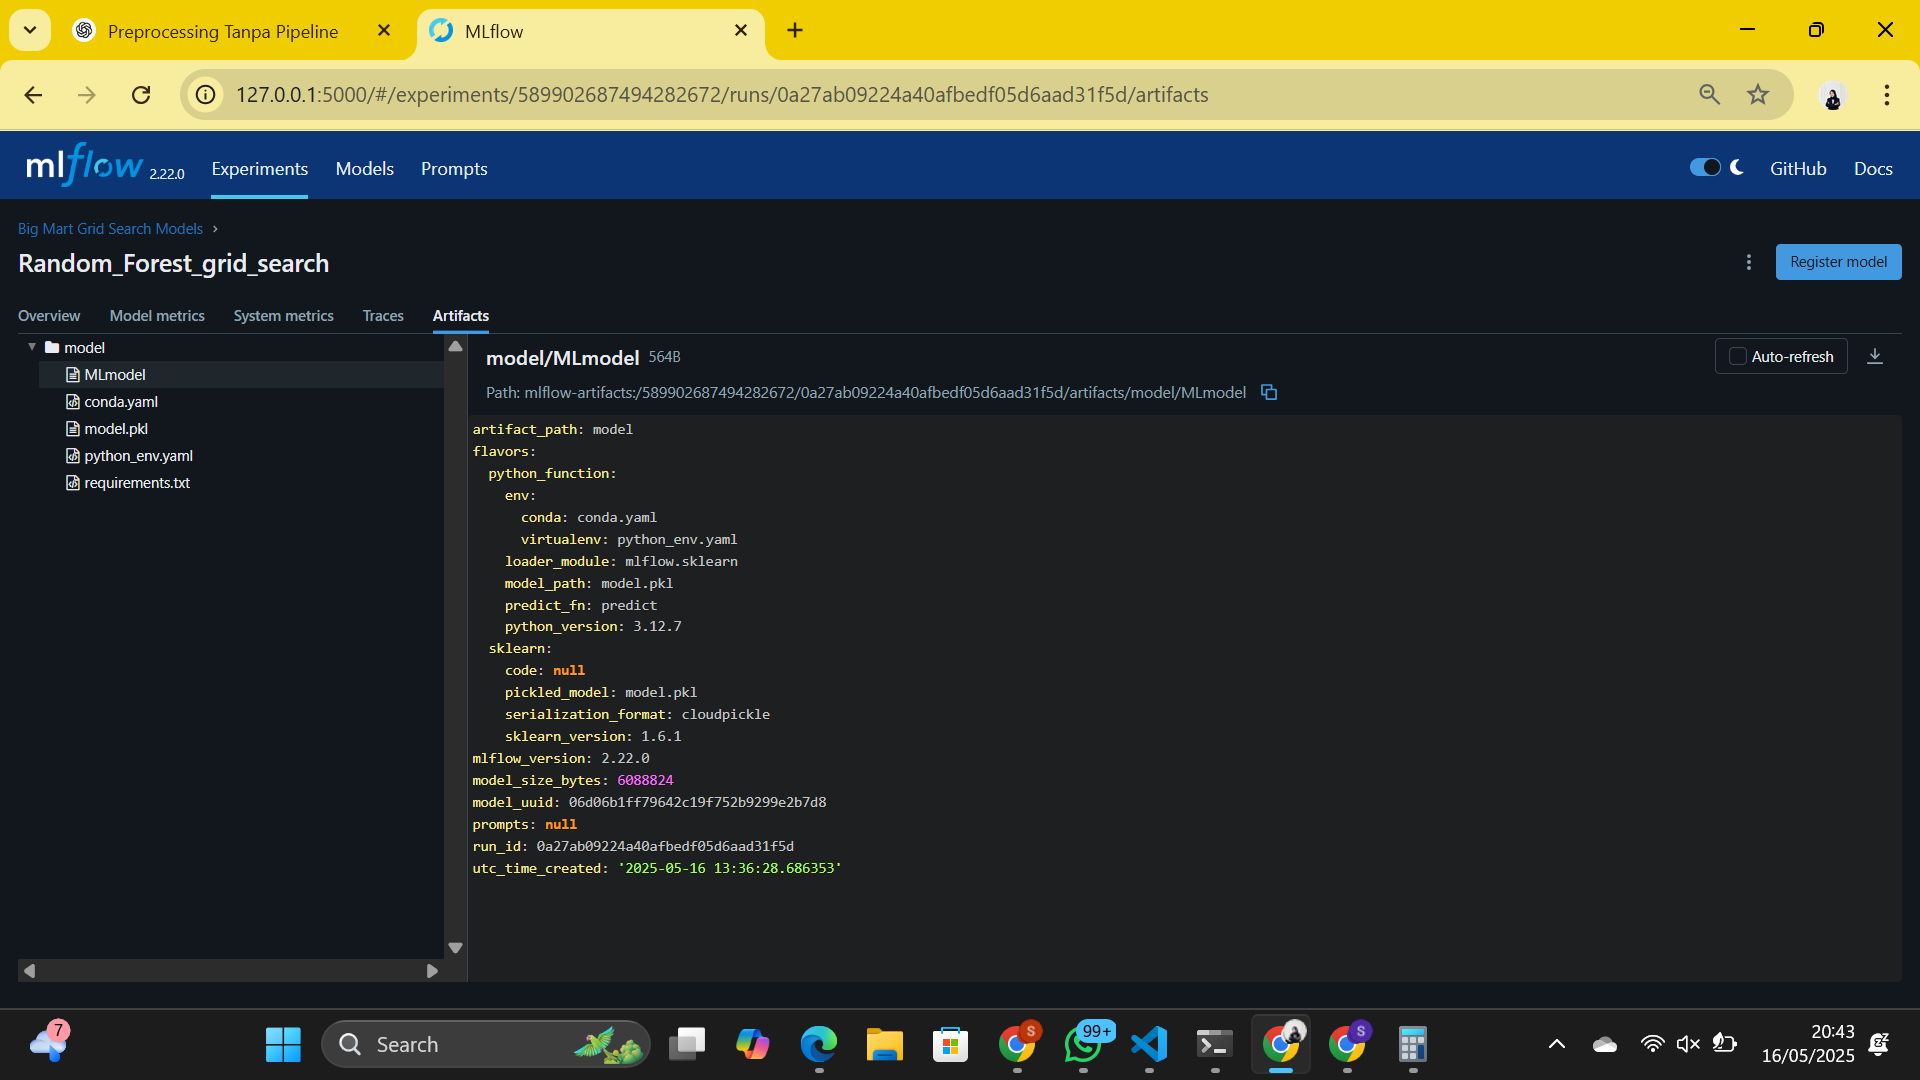 Preprocessing Tanpa Pipeline
MLflow
127.0.0.1:5000/#/experiments/589902687494282672/runs/0a27ab09224a40afbedf05d6aad31f5d/artifacts
mlflow 2.22.0 Experiments Models Prompts GitHub Docs
Big Mart Grid Search Models
Random_Forest_grid_search
Register model
Overview Model metrics System metrics Traces Artifacts
model
MLmodel
conda.yaml
model.pkl
python_env.yaml
requirements.txt
model/MLmodel 564B
Auto-refresh
Path: mlflow-artifacts:/589902687494282672/0a27ab09224a40afbedf05d6aad31f5d/artifacts/model/MLmodel
artifact_path: model
flavors:
python_function:
env:
conda: conda.yaml
virtualenv: python_env.yaml
loader_module: mlflow.sklearn
model_path: model.pkl
predict_fn: predict
python_version: 3.12.7
sklearn:
code: null
pickled_model: model.pkl
serialization_format: cloudpickle
sklearn_version: 1.6.1
mlflow_version: 2.22.0
model_size_bytes: 6088824
model_uuid: 06d06b1ff79642c19f752b9299e2b7d8
prompts: null
run_id: 0a27ab09224a40afbedf05d6aad31f5d
utc_time_created: '2025-05-16 13:36:28.686353'
7
Search
S
99+
S
20:43
16/05/2025